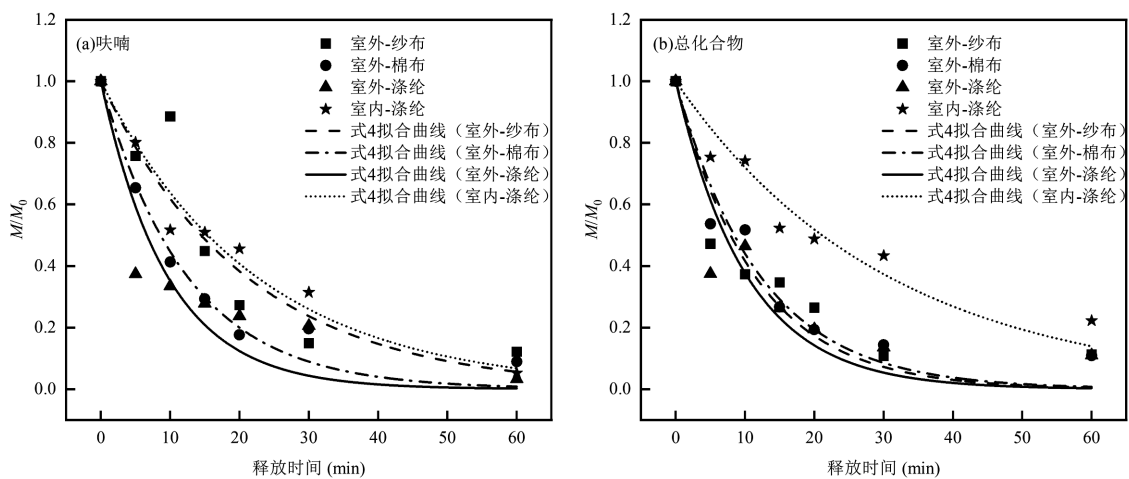 (a)呋喃
室外-纱布
室外-棉布
室外-涤纶
室内-涤纶
式4拟合曲线（室外-纱布）
式4拟合曲线（室外-棉布）
式4拟合曲线（室外-涤纶）
式4拟合曲线（室内-涤纶）
M/M0
1.2
1.0
0.8
0.6
0.4
0.2
0.0
0 10 20 30 40 50 60
释放时间 (min)
(b)总化合物
室外-纱布
室外-棉布
室外-涤纶
室内-涤纶
式4拟合曲线（室外-纱布）
式4拟合曲线（室外-棉布）
式4拟合曲线（室外-涤纶）
式4拟合曲线（室内-涤纶）
M/M0
1.2
1.0
0.8
0.6
0.4
0.2
0.0
0 10 20 30 40 50 60
释放时间 (min)